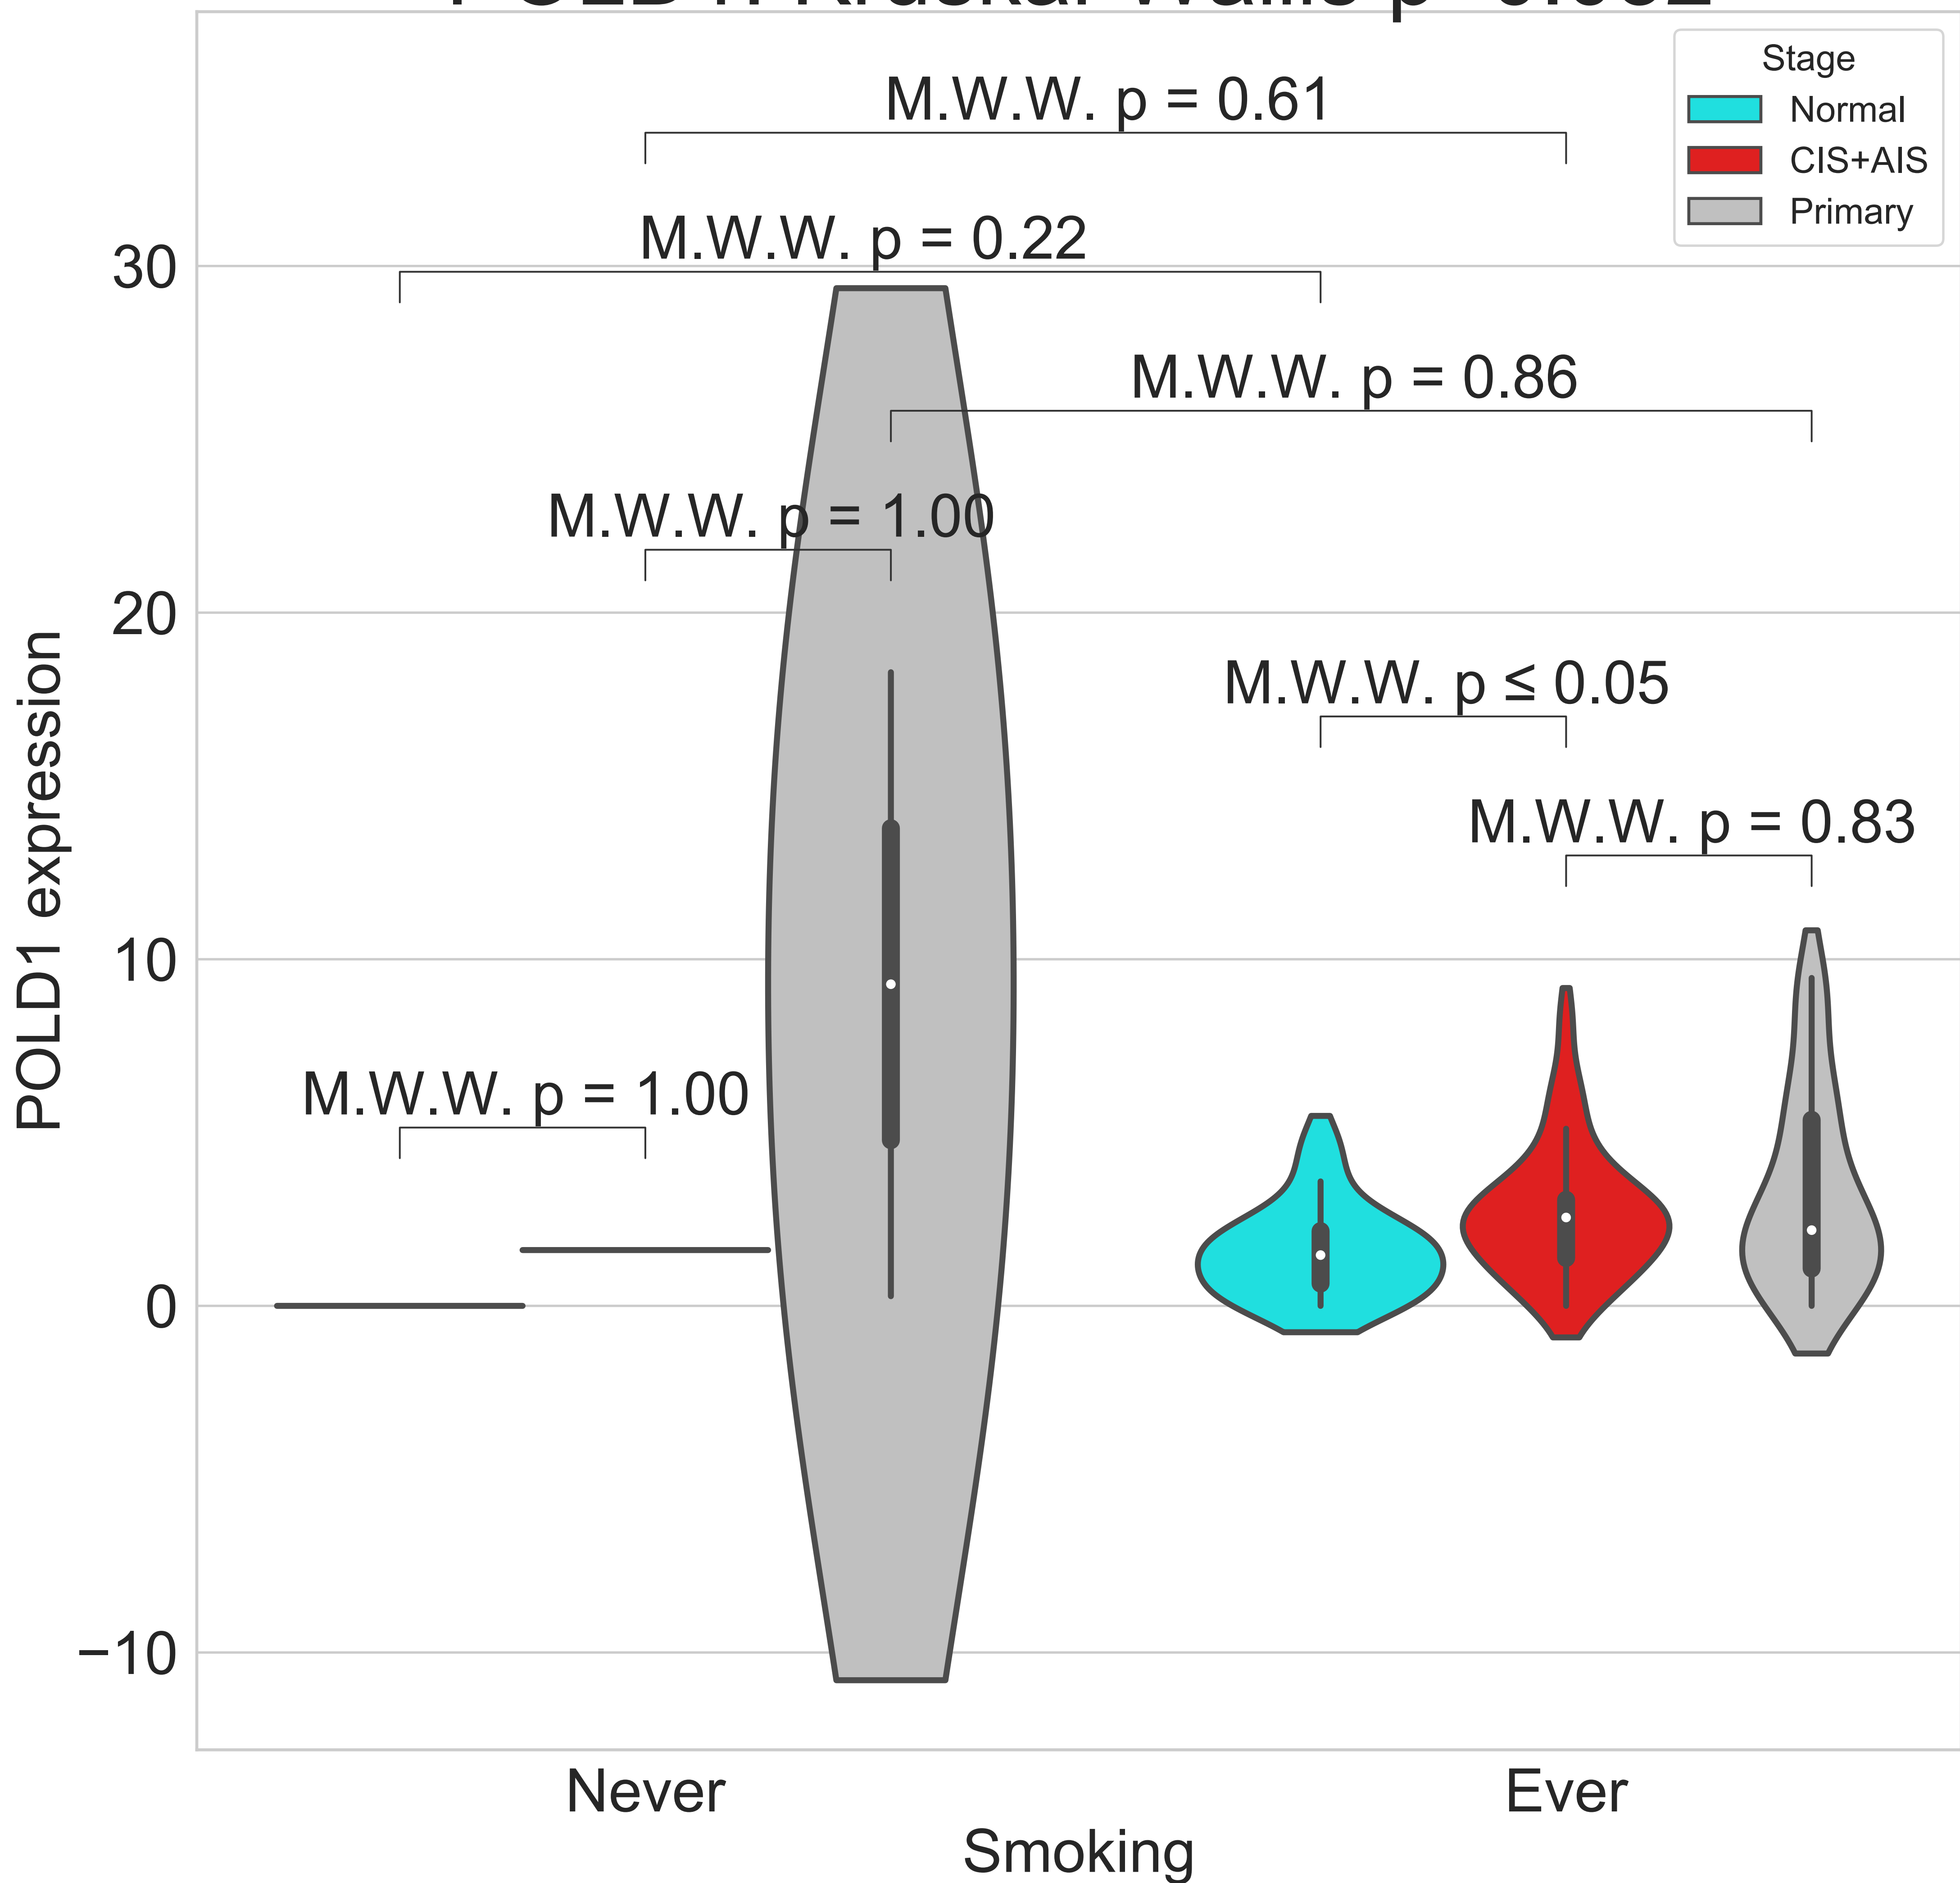 Stage
Normal
CIS+AIS
Primary
M.W.W. p = 0.61
M.W.W. p = 0.22
M.W.W. p = 0.86
M.W.W. p = 1.00
M.W.W. p ≤ 0.05
M.W.W. p = 0.83
M.W.W. p = 1.00
POLD1 expression
30
20
10
0
−10
Never
Ever
Smoking